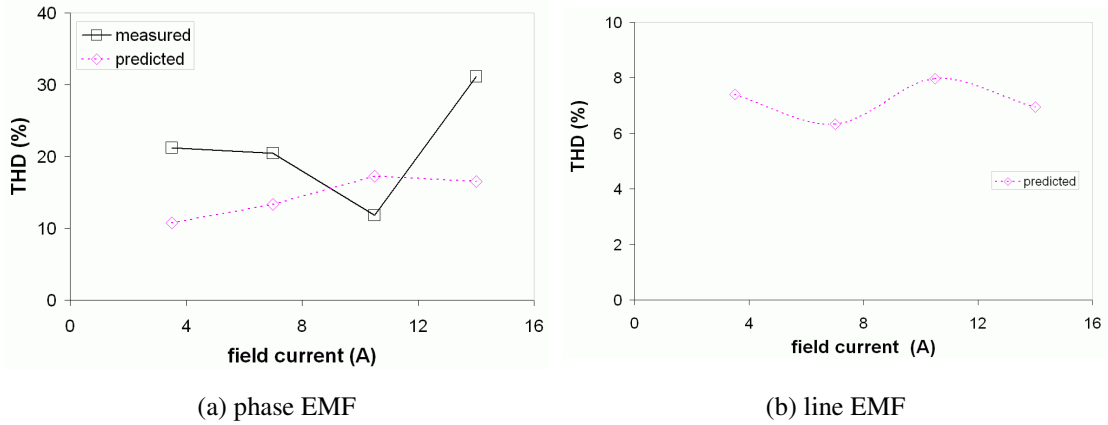 40
30
20
10
0
THD (%)
measured
predicted
0 4 8 12 16
field current (A)
(a) phase EMF
10
8
6
4
2
0
THD (%)
predicted
0 4 8 12 16
field current (A)
(b) line EMF